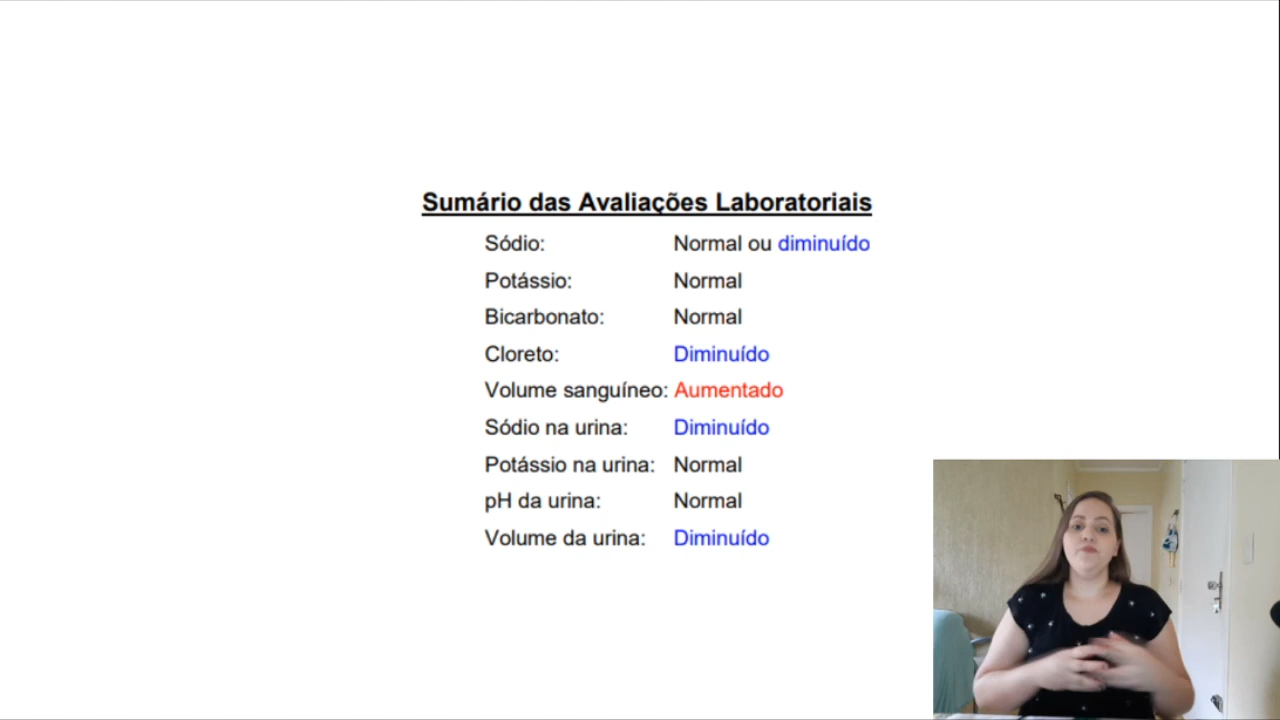 Sumário das Avaliações Laboratoriais
Sódio: Normal ou diminuído
Potássio: Normal
Bicarbonato: Normal
Cloreto: Diminuído
Volume sanguíneo: Aumentado
Sódio na urina: Diminuído
Potássio na urina: Normal
pH da urina: Normal
Volume da urina: Diminuído